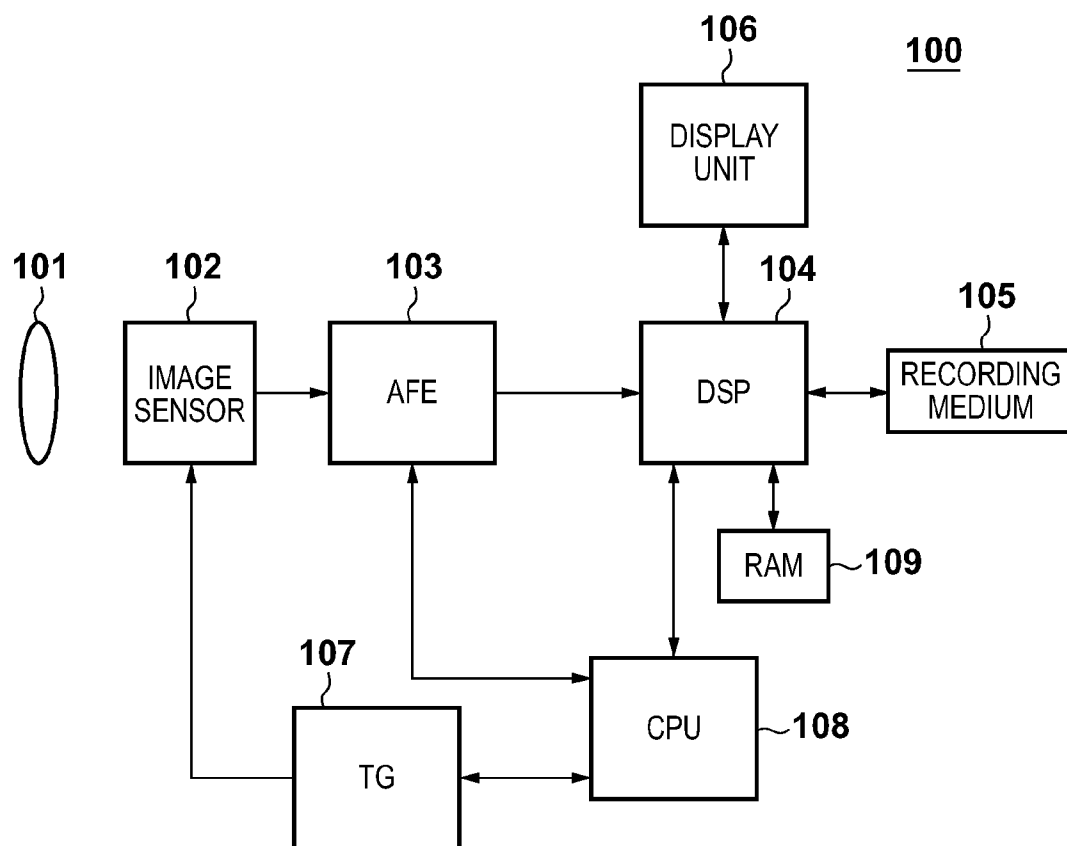 106
100
DISPLAY
UNIT
101
102
103
104
105
IMAGE
SENSOR
AFE
DSP
RECORDING
MEDIUM
RAM
109
107
TG
CPU
108